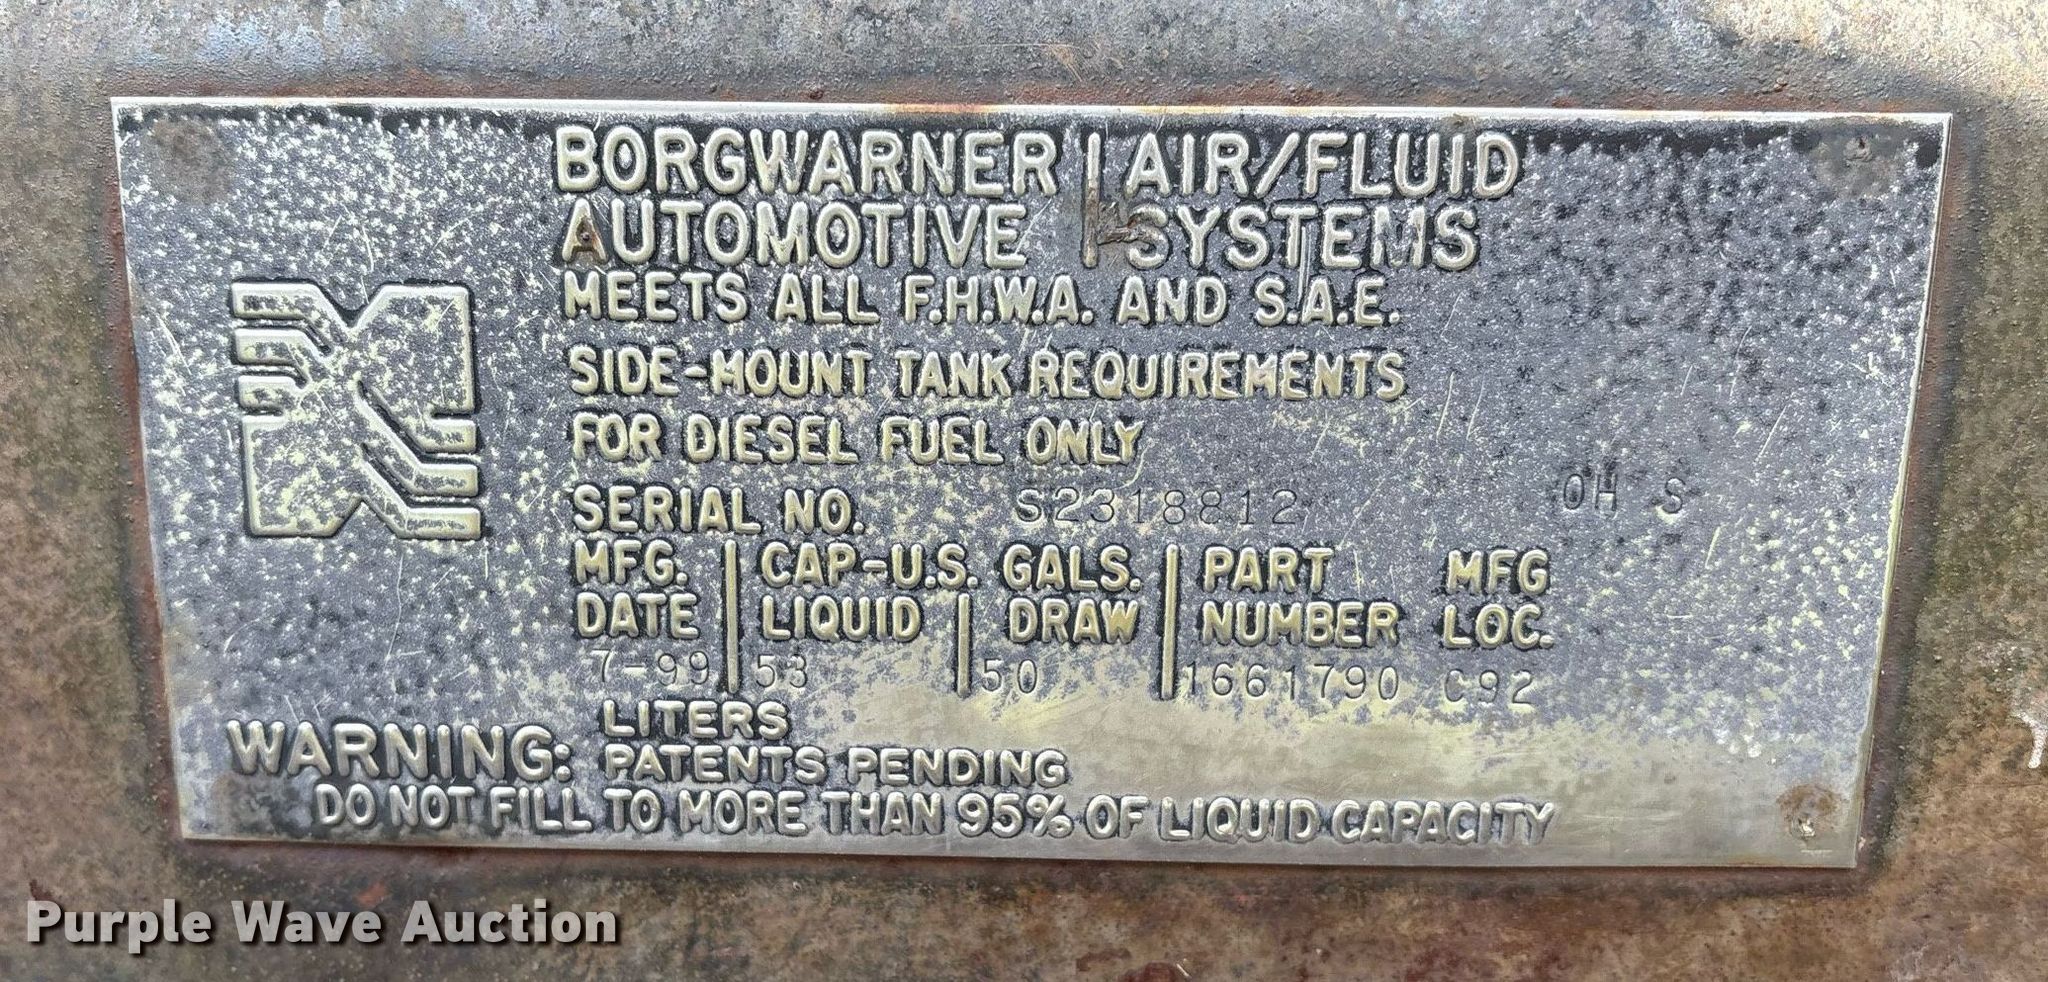 BORGWARNER | AIR/FLUID
AUTOMOTIVE | SYSTEMS
MEETS ALL F.H.W.A. AND S.A.E.
SIDE-MOUNT TANK REQUIREMENTS
FOR DIESEL FUEL ONLY
SERIAL NO. S2318812 OH S
MFG. | CAP-U.S. GALS. | PART MFG
DATE | LIQUID | DRAW | NUMBER LOC.
7-99 | 53 | 50 | 1661790 C92
LITERS
WARNING: PATENTS PENDING
DO NOT FILL TO MORE THAN 95% OF LIQUID CAPACITY
Purple Wave Auction